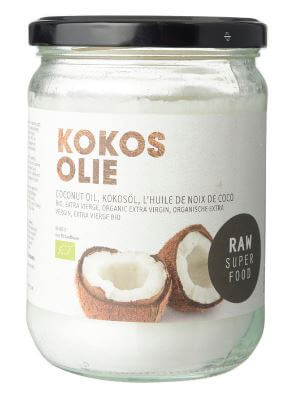 KOKOS
OLIE
COCONUT OIL, KOKOSÖL, L'HUILE DE NOIX DE COCO
BIO, EXTRA VIERGE, ORGANIC EXTRA VIRGIN, ORGANISCHE EXTRA
VERGIN, EXTRA VIERGE BIO
RAW
SUPER
FOOD